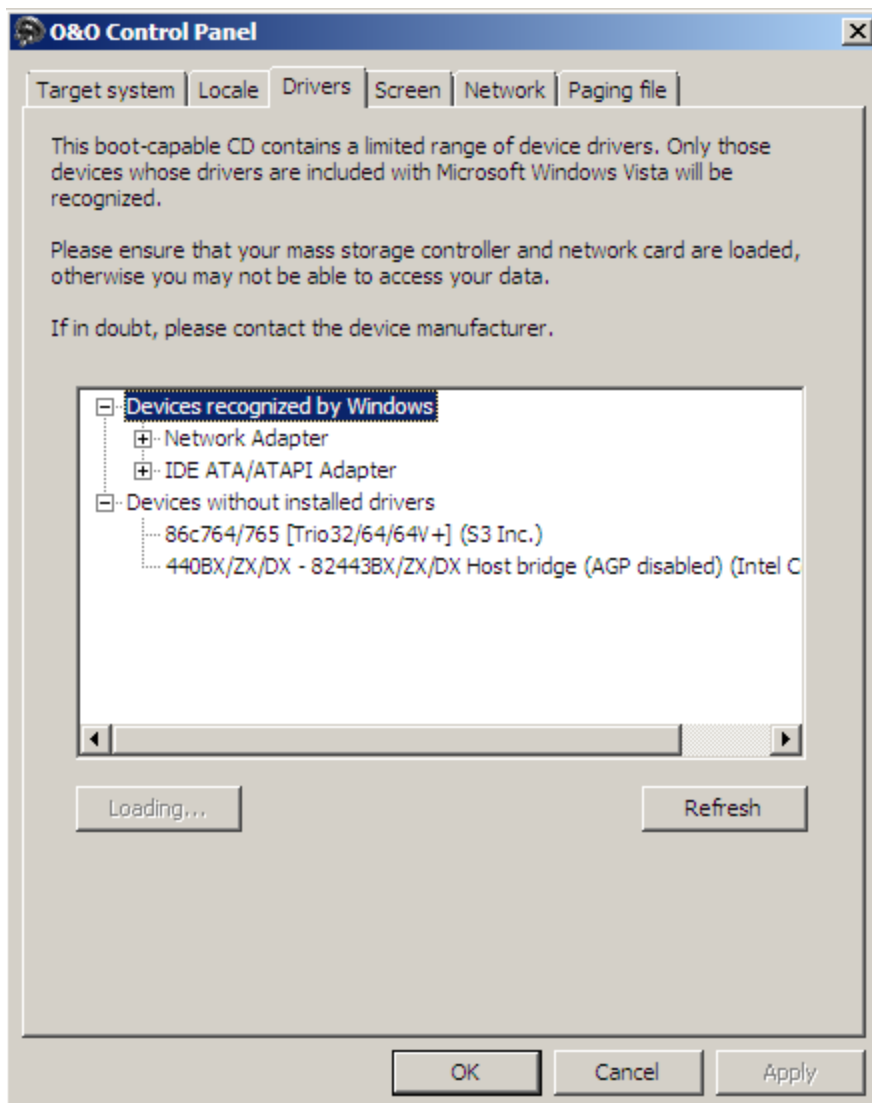 O&O Control Panel
Target system
Locale
Drivers
Screen
Network
Paging file
This boot-capable CD contains a limited range of device drivers. Only those
devices whose drivers are included with Microsoft Windows Vista will be
recognized.
Please ensure that your mass storage controller and network card are loaded,
otherwise you may not be able to access your data.
If in doubt, please contact the device manufacturer.
Devices recognized by Windows
Network Adapter
IDE ATA/ATAPI Adapter
Devices without installed drivers
86c764/765 [Trio32/64/64V+] (S3 Inc.)
440BX/ZX/DX - 82443BX/ZX/DX Host bridge (AGP disabled) (Intel C
Loading...
Refresh
OK
Cancel
Apply